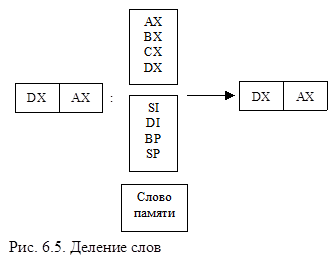 AX
BX
CX
DX
DX AX : DX AX
SI
DI
BP
SP
Слово
памяти
Рис. 6.5. Деление слов